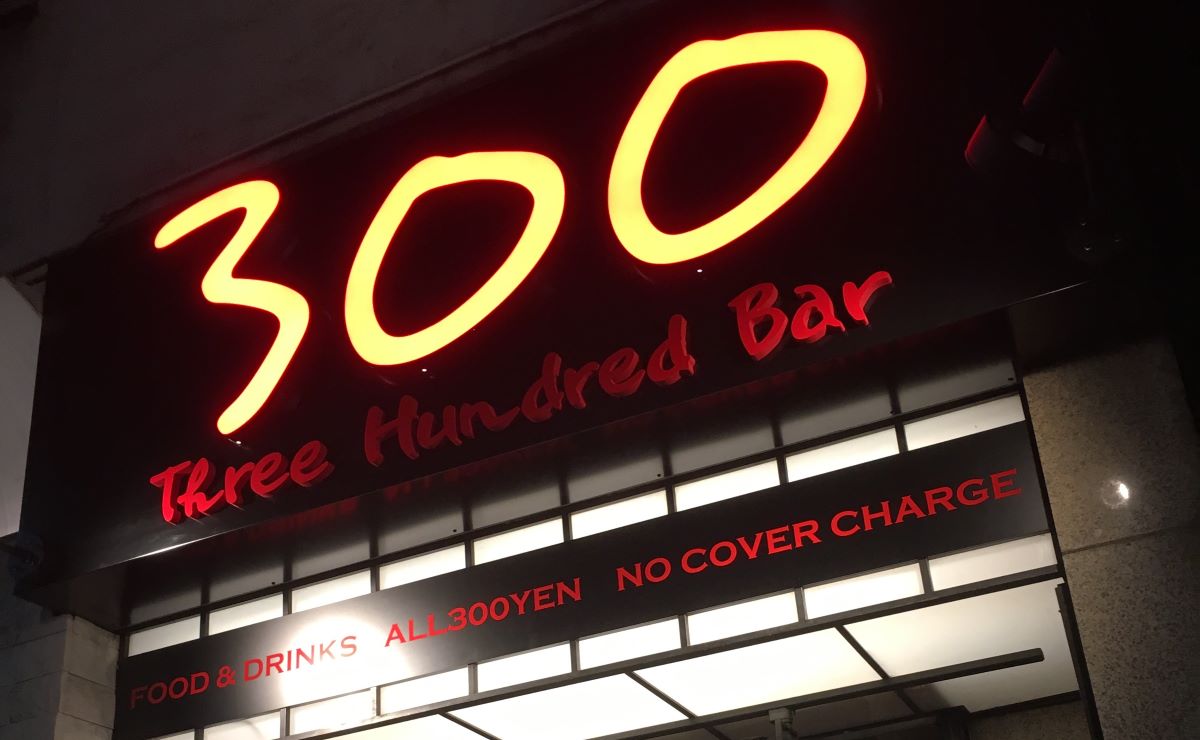 300
Three Hundred Bar
FOOD & DRINKS ALL300YEN NO COVER CHARGE